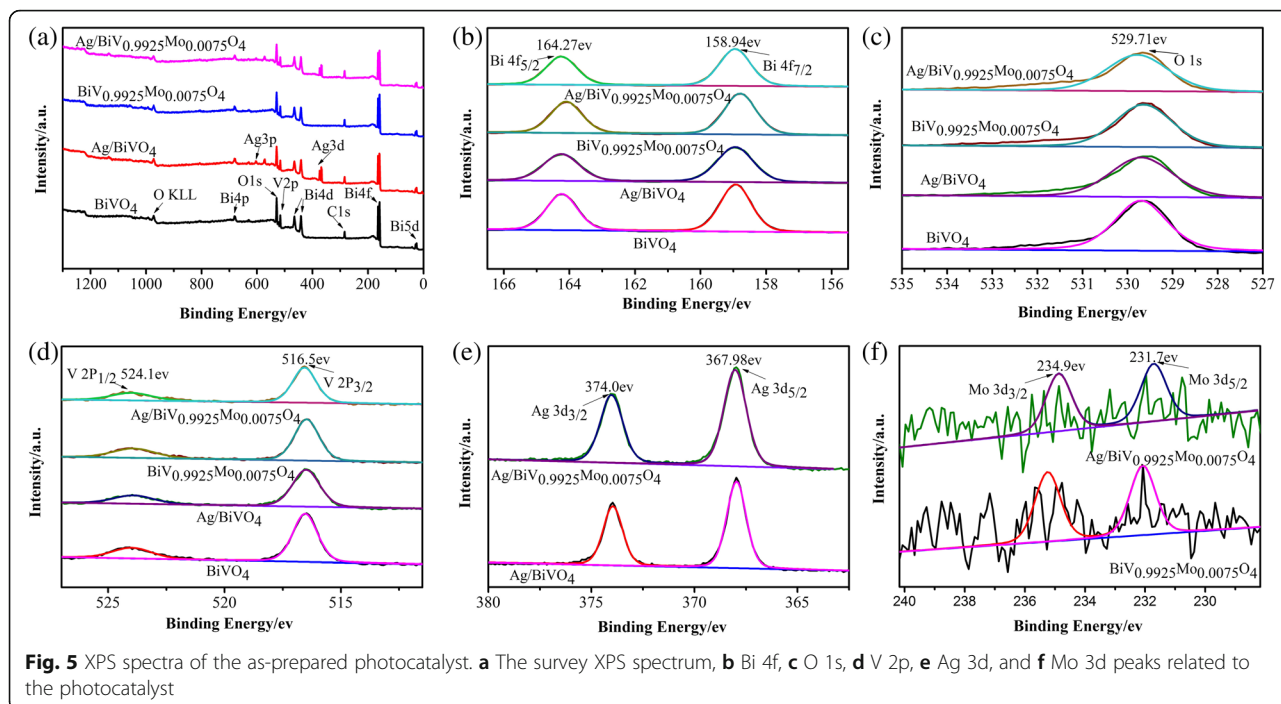 (a)
Ag/BiV0.9925Mo0.0075O4
BiV0.9925Mo0.0075O4
Ag3p
Ag3d
Ag/BiVO4
O1s
V2p
Bi4d
Bi4f
O KLL
Bi4p
C1s
Bi5d
BiVO4
Intensity/a.u.
1200 1000 800 600 400 200 0
Binding Energy/ev
(b)
164.27ev
158.94ev
Bi 4f5/2
Bi 4f7/2
Ag/BiV0.9925Mo0.0075O4
BiV0.9925Mo0.0075O4
Ag/BiVO4
BiVO4
Intensity/a.u.
166 164 162 160 158 156
Binding Energy/ev
(c)
529.71ev
O 1s
Ag/BiV0.9925Mo0.0075O4
BiV0.9925Mo0.0075O4
Ag/BiVO4
BiVO4
Intensity/a.u.
535 534 533 532 531 530 529 528 527
Binding Energy/ev
(d)
516.5ev
V 2P1/2 524.1ev
V 2P3/2
Ag/BiV0.9925Mo0.0075O4
BiV0.9925Mo0.0075O4
Ag/BiVO4
BiVO4
Intensity/a.u.
525 520 515
Binding Energy/ev
(e)
367.98ev
374.0ev
Ag 3d5/2
Ag 3d3/2
Ag/BiV0.9925Mo0.0075O4
Ag/BiVO4
Intensity/a.u.
380 375 370 365
Binding Energy/ev
(f)
234.9ev
231.7ev
Mo 3d3/2
Mo 3d5/2
Ag/BiV0.9925Mo0.0075O4
BiV0.9925Mo0.0075O4
Intensity/a.u.
240 238 235 234 232 230
Binding Energy/ev
Fig. 5 XPS spectra of the as-prepared photocatalyst. a The survey XPS spectrum, b Bi 4f, c O 1s, d V 2p, e Ag 3d, and f Mo 3d peaks related to
the photocatalyst